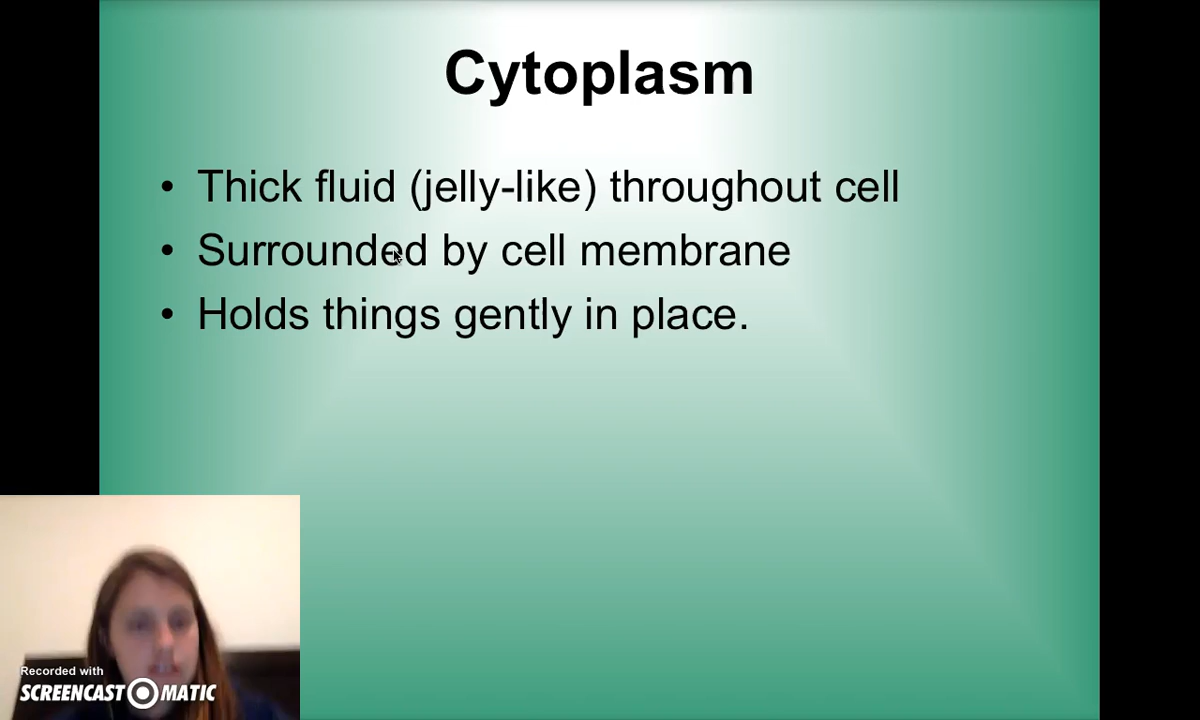 Cytoplasm
• Thick fluid (jelly-like) throughout cell
• Surrounded by cell membrane
• Holds things gently in place.
Recorded with
SCREENCAST MATIC